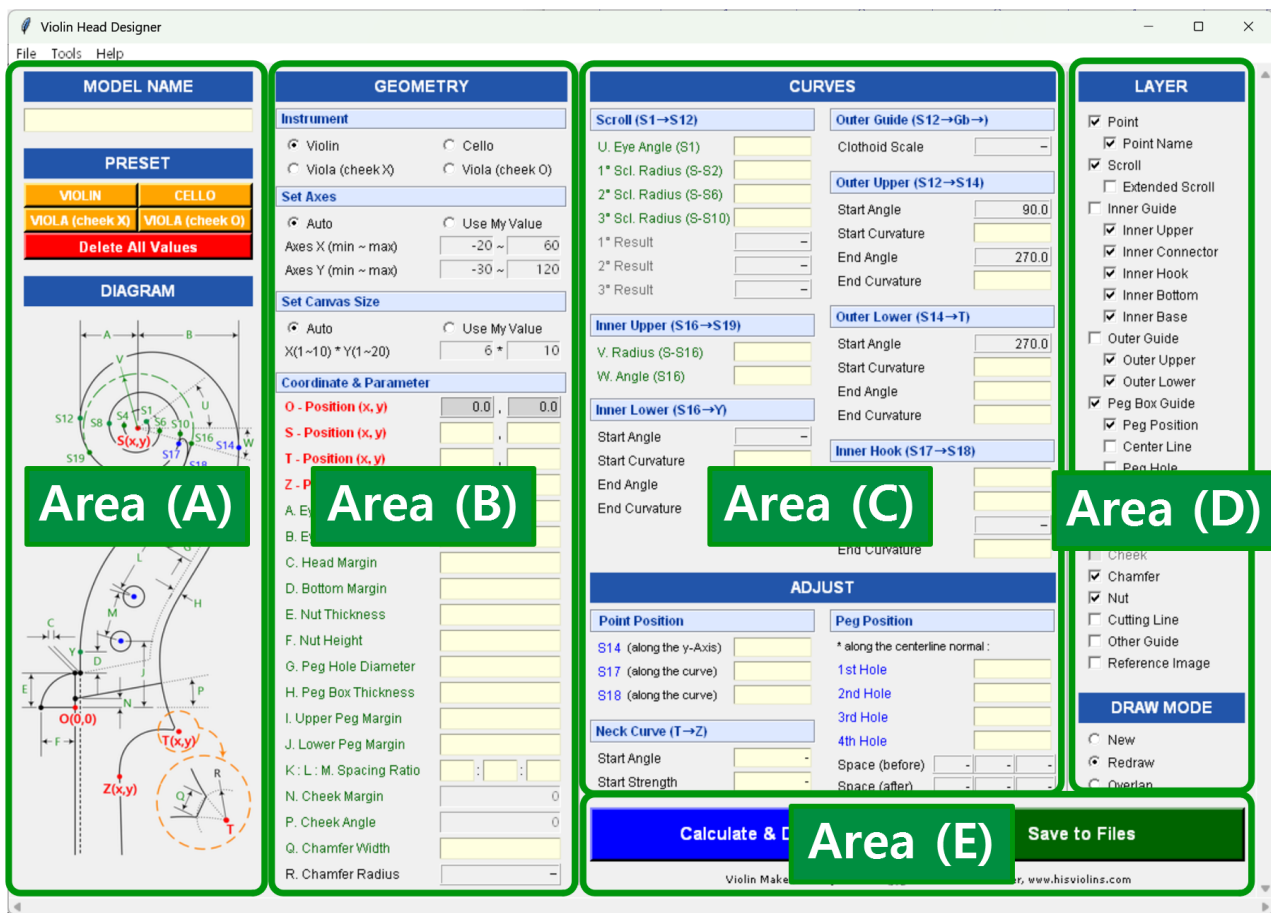 Violin Head Designer
File Tools Help
MODEL NAME
PRESET
VIOLIN
CELLO
VIOLA (cheek X)
VIOLA (cheek O)
Delete All Values
DIAGRAM
A
B
V
U
S12
S8
S4
S1
S6
S10
S16
S14
W
S(x,y)
S17
S19
S18
Area (A)
L
G
M
H
C
Y
D
J
E
N
P
O(0,0)
F
T(x,y)
Z(x,y)
R
Q
T
GEOMETRY
Instrument
Violin
Cello
Viola (cheek X)
Viola (cheek O)
Set Axes
Auto
Use My Value
Axes X (min ~ max) -20 ~ 60
Axes Y (min ~ max) -30 ~ 120
Set Canvas Size
Auto
Use My Value
X(1~10) * Y(1~20) 6 * 10
Coordinate & Parameter
O - Position (x, y) 0.0 , 0.0
S - Position (x, y) ,
T - Position (x, y) ,
Z - P
Area (B)
A. Ey
B. Ey
C. Head Margin
D. Bottom Margin
E. Nut Thickness
F. Nut Height
G. Peg Hole Diameter
H. Peg Box Thickness
I. Upper Peg Margin
J. Lower Peg Margin
K : L : M. Spacing Ratio : :
N. Cheek Margin 0
P. Cheek Angle 0
Q. Chamfer Width
R. Chamfer Radius –
CURVES
Scroll (S1→S12)
U. Eye Angle (S1)
1° Scl. Radius (S-S2)
2° Scl. Radius (S-S6)
3° Scl. Radius (S-S10)
1° Result –
2° Result –
3° Result –
Inner Upper (S16→S19)
V. Radius (S-S16)
W. Angle (S16)
Inner Lower (S16→Y)
Start Angle –
Start Curvature
End Angle
End Curvature
Outer Guide (S12→Gb→)
Clothoid Scale –
Outer Upper (S12→S14)
Start Angle 90.0
Start Curvature
End Angle 270.0
End Curvature
Outer Lower (S14→T)
Start Angle 270.0
Start Curvature
End Angle
End Curvature
Inner Hook (S17→S18)
–
End Curvature
Area (C)
ADJUST
Point Position
S14 (along the y-Axis)
S17 (along the curve)
S18 (along the curve)
Neck Curve (T→Z)
Start Angle -
Start Strength -
Peg Position
* along the centerline normal :
1st Hole
2nd Hole
3rd Hole
4th Hole
Space (before) - - -
Space (after) - - -
LAYER
Point
Point Name
Scroll
Extended Scroll
Inner Guide
Inner Upper
Inner Connector
Inner Hook
Inner Bottom
Inner Base
Outer Guide
Outer Upper
Outer Lower
Peg Box Guide
Peg Position
Center Line
Peg Hole
Area (D)
Cheek
Chamfer
Nut
Cutting Line
Other Guide
Reference Image
DRAW MODE
New
Redraw
Overlap
Calculate & D
Area (E)
Save to Files
Violin Make
r, www.hisviolins.com